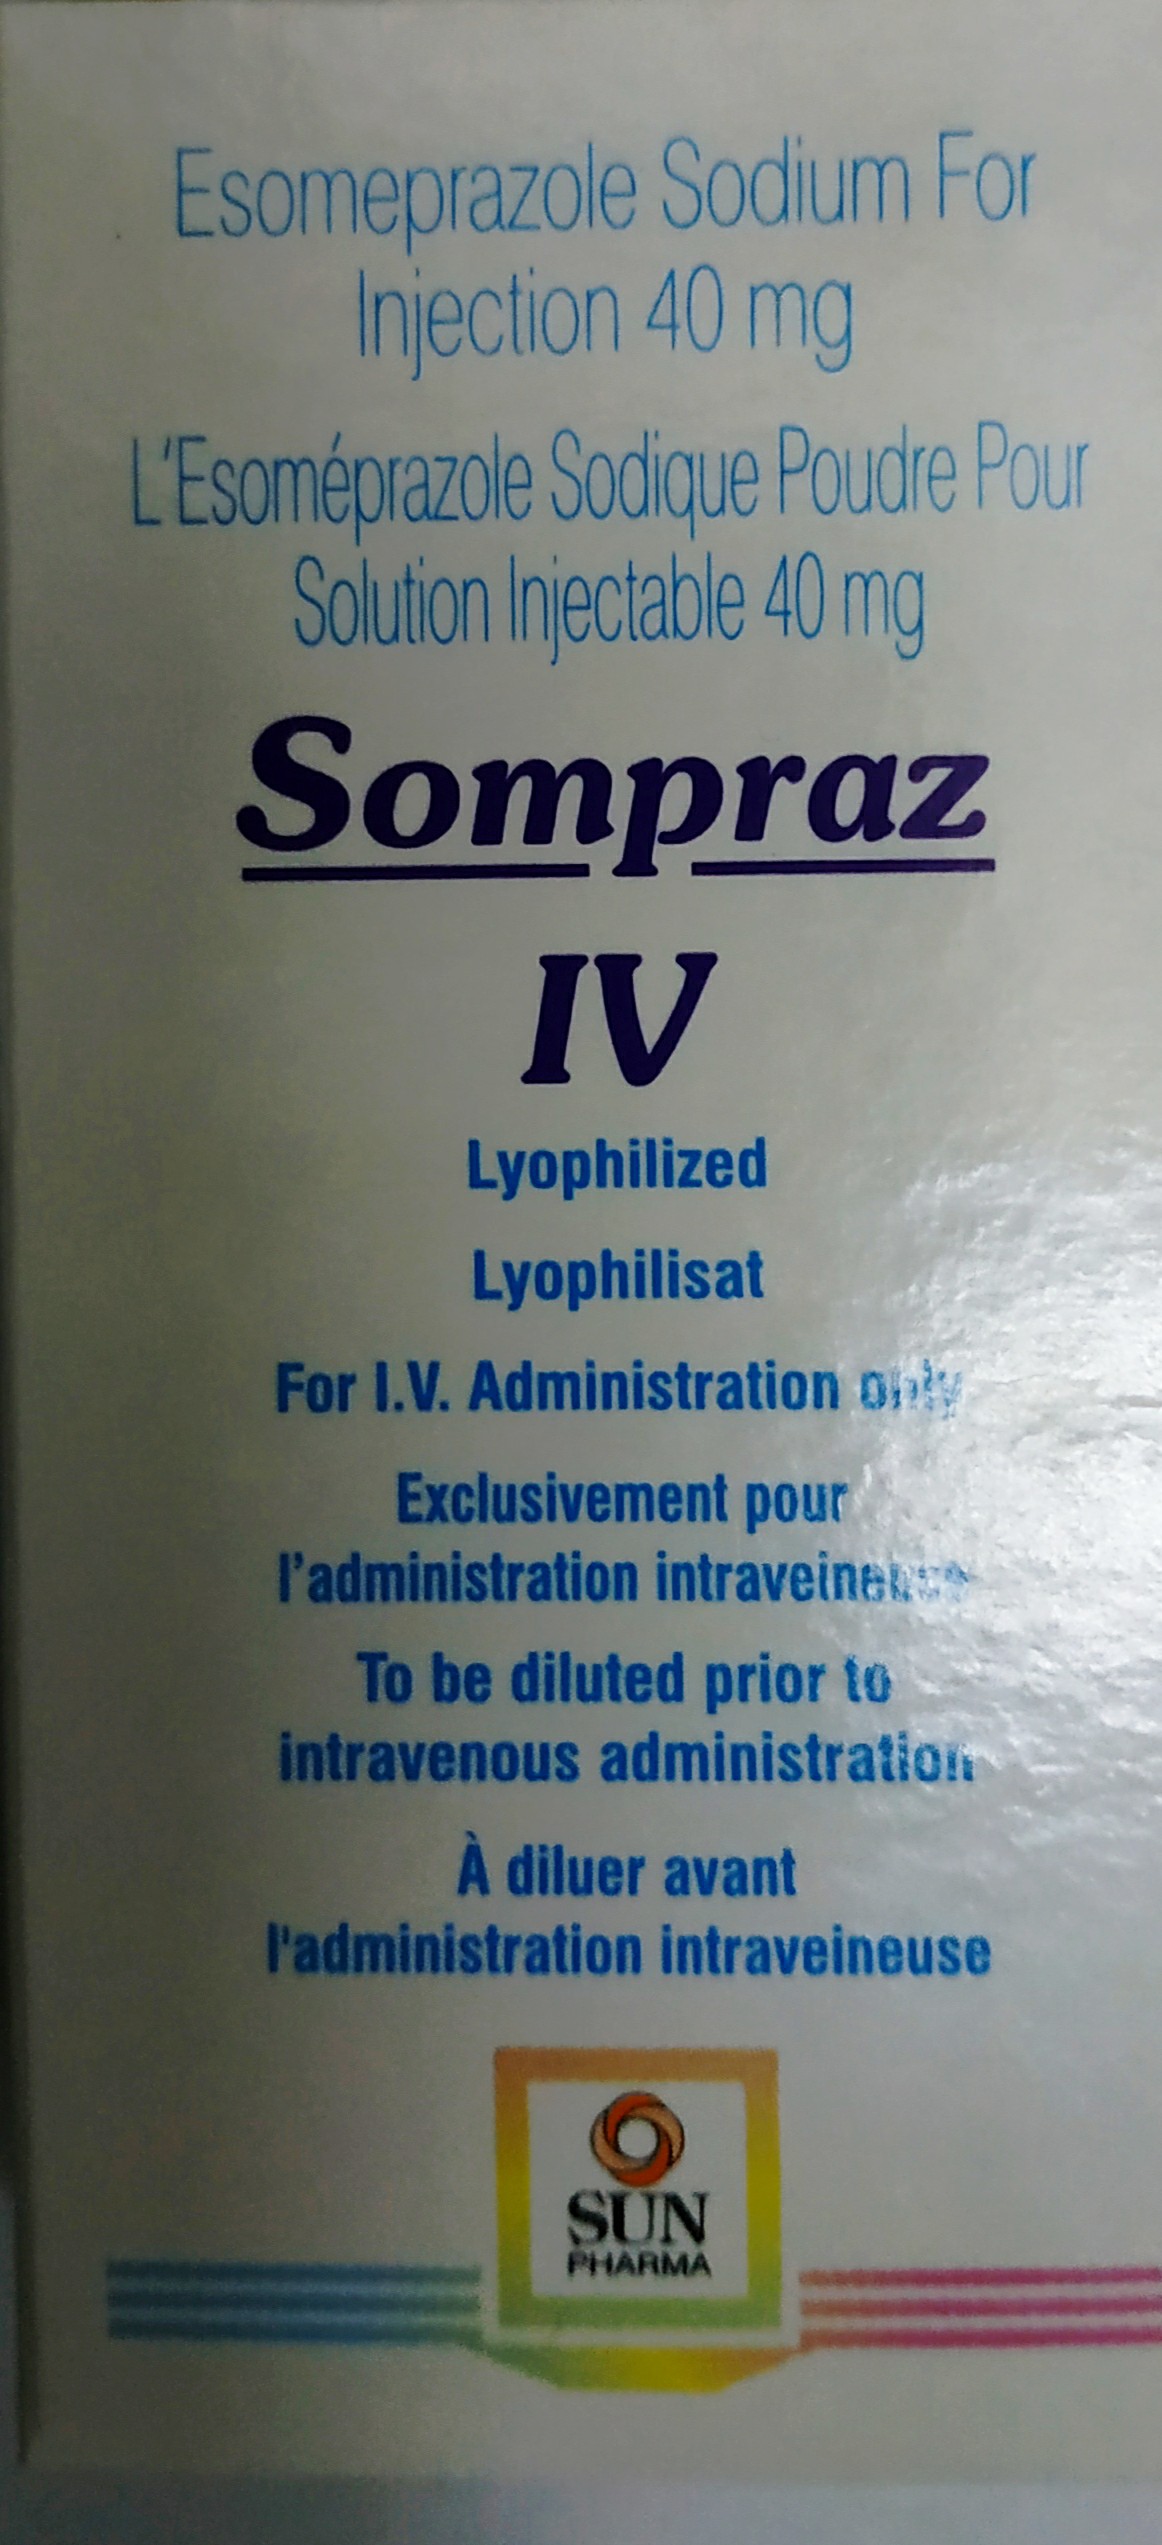 Esomeprazole Sodium For
Injection 40 mg
L'Esoméprazole Sodique Poudre Pour
Solution Injectable 40 mg
Sompraz
IV
Lyophilized
Lyophilisat
For I.V. Administration only
Exclusivement pour
l'administration intraveineuse
To be diluted prior to
intravenous administration
À diluer avant
l'administration intraveineuse
SUN
PHARMA